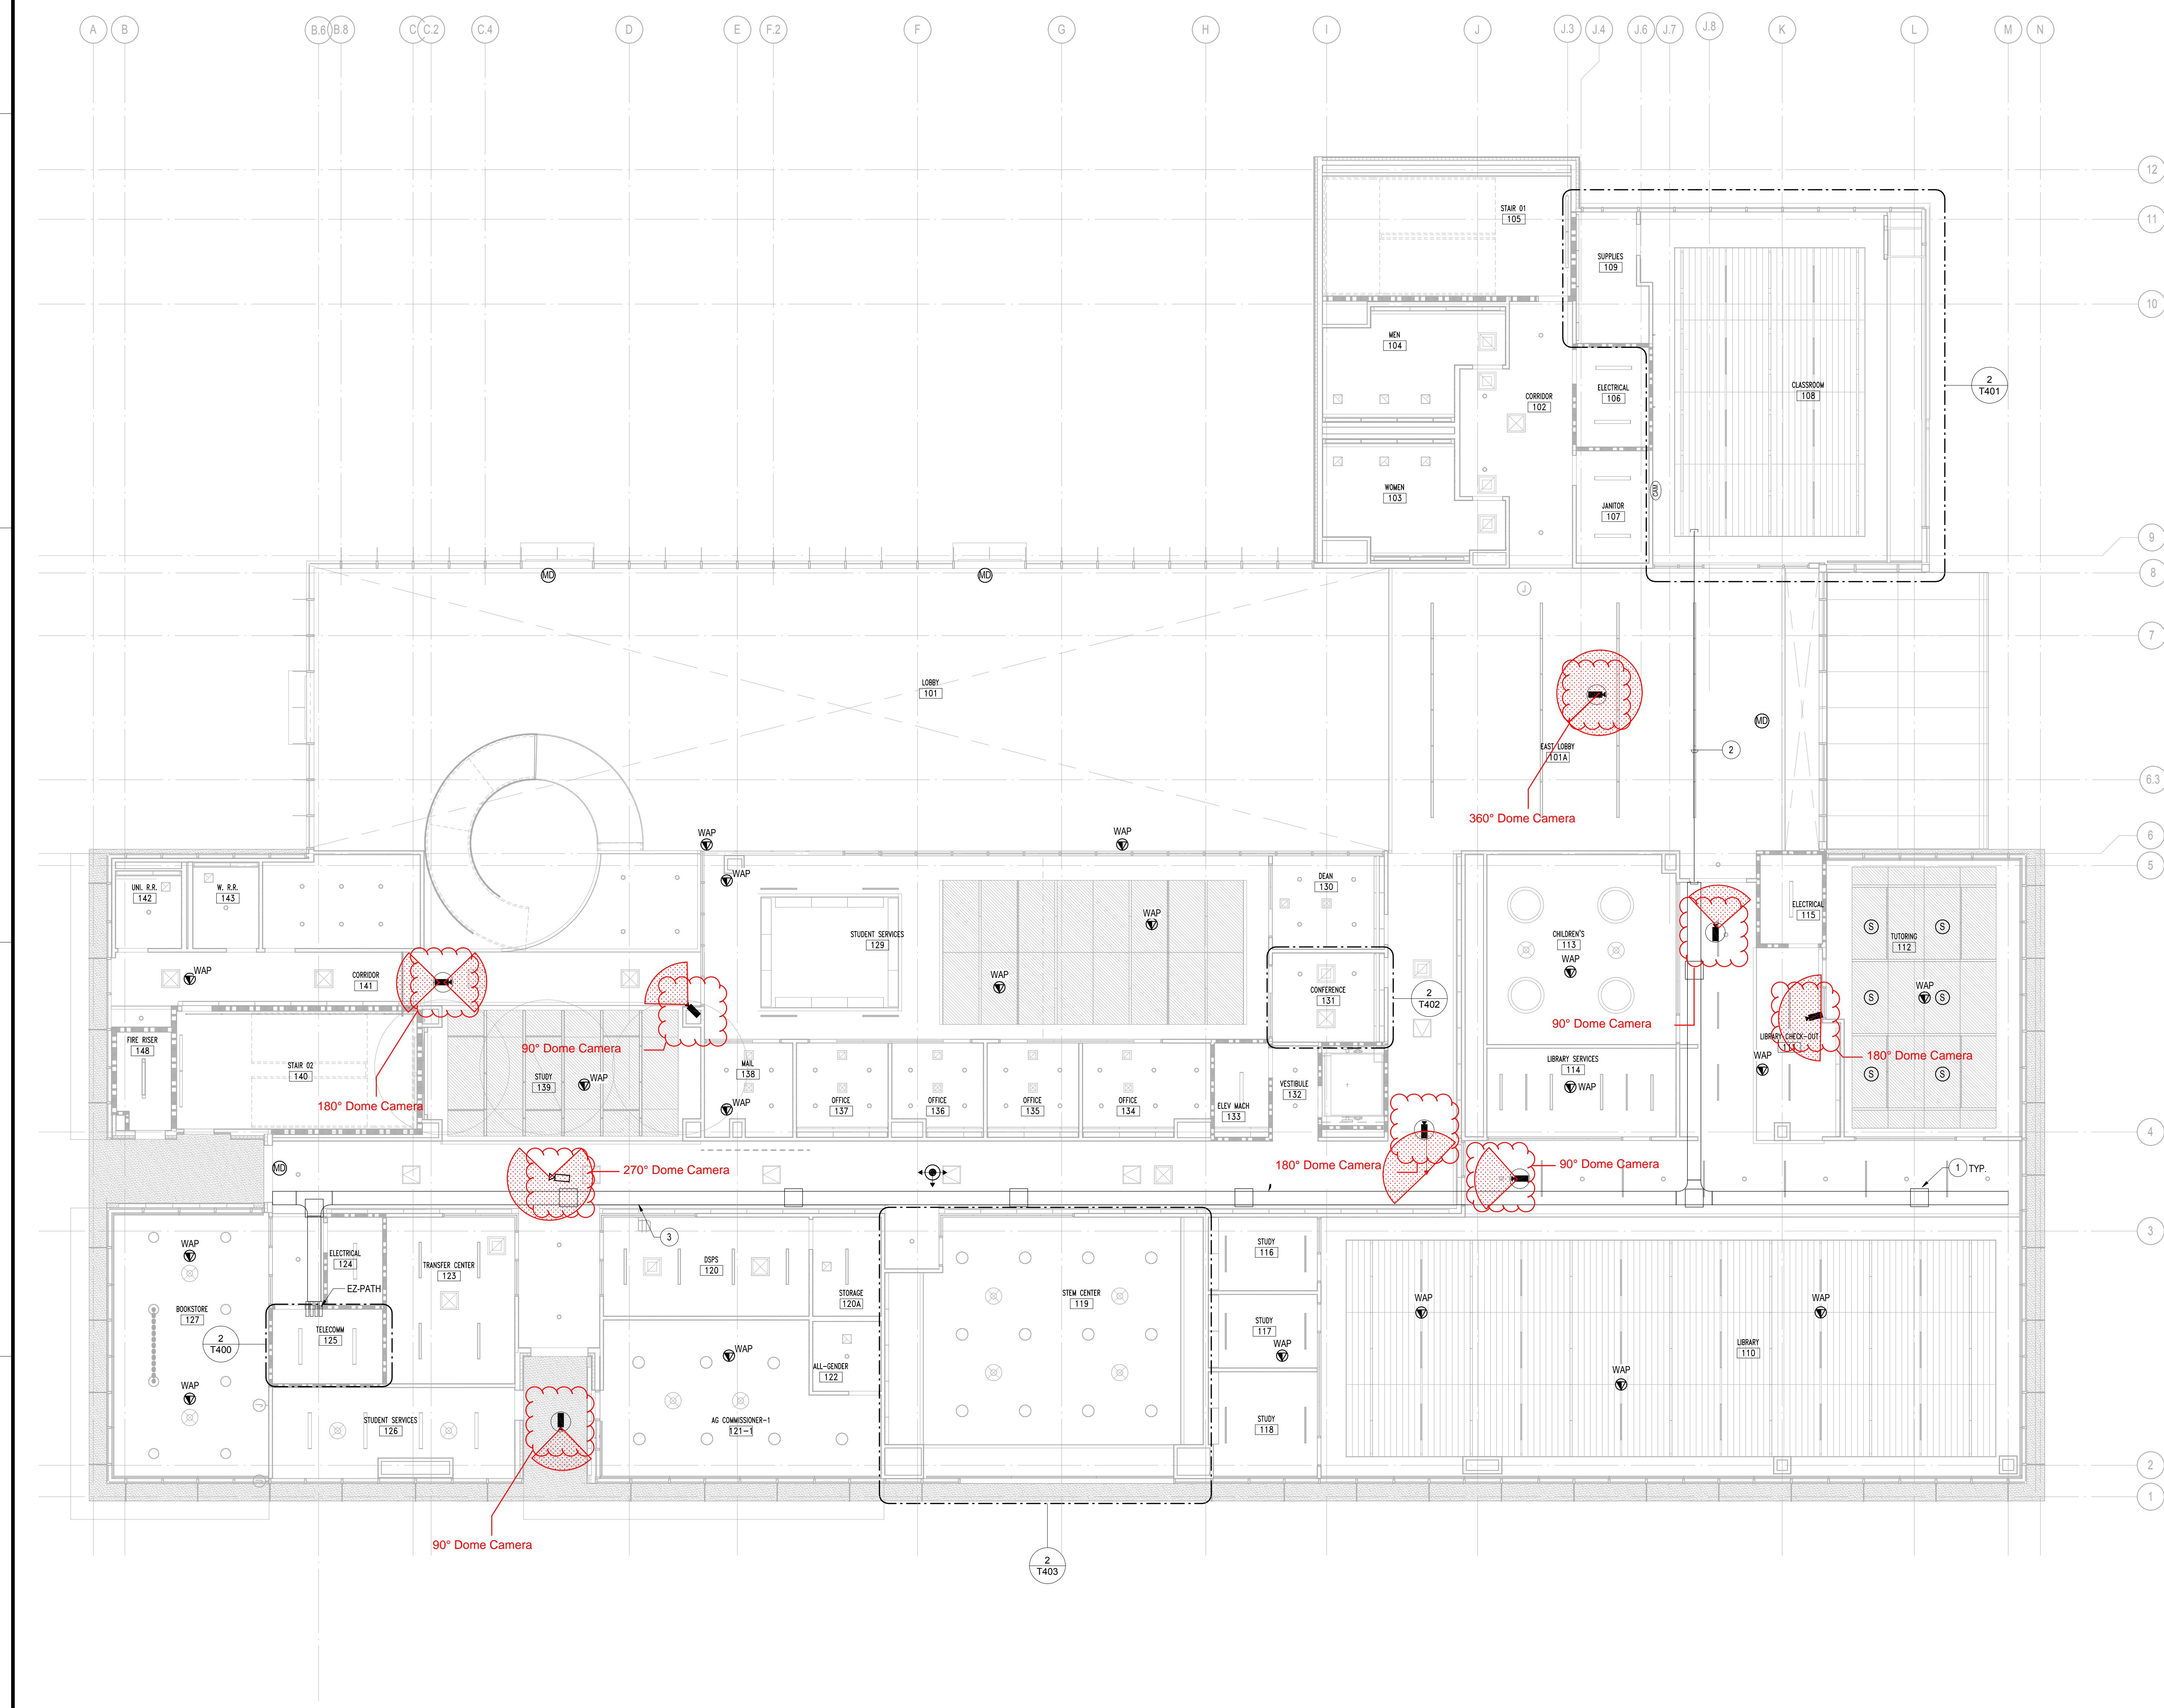 A
B
B.6
B.8
C
C.2
C.4
D
E
F.2
F
G
H
I
J
J.3
J.4
J.6
J.7
J.8
K
L
M
N
12
STAIR 01
105
11
SUPPLIES
109
10
MEN
104
ELECTRICAL
106
CLASSROOM
108
2
T401
CORRIDOR
102
WOMEN
103
CAM
JANITOR
107
9
MD
MD
8
J
7
LOBBY
101
MD
EAST LOBBY
101A
2
6.3
360° Dome Camera
WAP
WAP
6
5
WAP
UNI. R.R.
142
W. R.R.
143
DEAN
130
ELECTRICAL
115
WAP
STUDENT SERVICES
129
CHILDREN'S
113
WAP
TUTORING
112
S
S
WAP
CORRIDOR
141
WAP
CONFERENCE
131
2
T402
WAP
S
S
90° Dome Camera
FIRE RISER
148
90° Dome Camera
LIBRARY CHECK-OUT
111
180° Dome Camera
STAIR 02
140
STUDY
139
WAP
MAIL
138
LIBRARY SERVICES
114
WAP
WAP
S
S
VESTIBULE
132
180° Dome Camera
WAP
OFFICE
137
OFFICE
136
OFFICE
135
OFFICE
134
ELEV MACH
133
4
MD
270° Dome Camera
180° Dome Camera
90° Dome Camera
1
TYP.
3
3
WAP
ELECTRICAL
124
TRANSFER CENTER
123
DSPS
120
STUDY
116
EZ-PATH
STORAGE
120A
STEM CENTER
119
WAP
WAP
BOOKSTORE
127
2
T400
TELECOMM
125
STUDY
117
WAP
LIBRARY
110
WAP
ALL-GENDER
122
WAP
WAP
STUDENT SERVICES
126
AG COMMISSIONER-1
121-1
STUDY
118
2
1
90° Dome Camera
2
T403